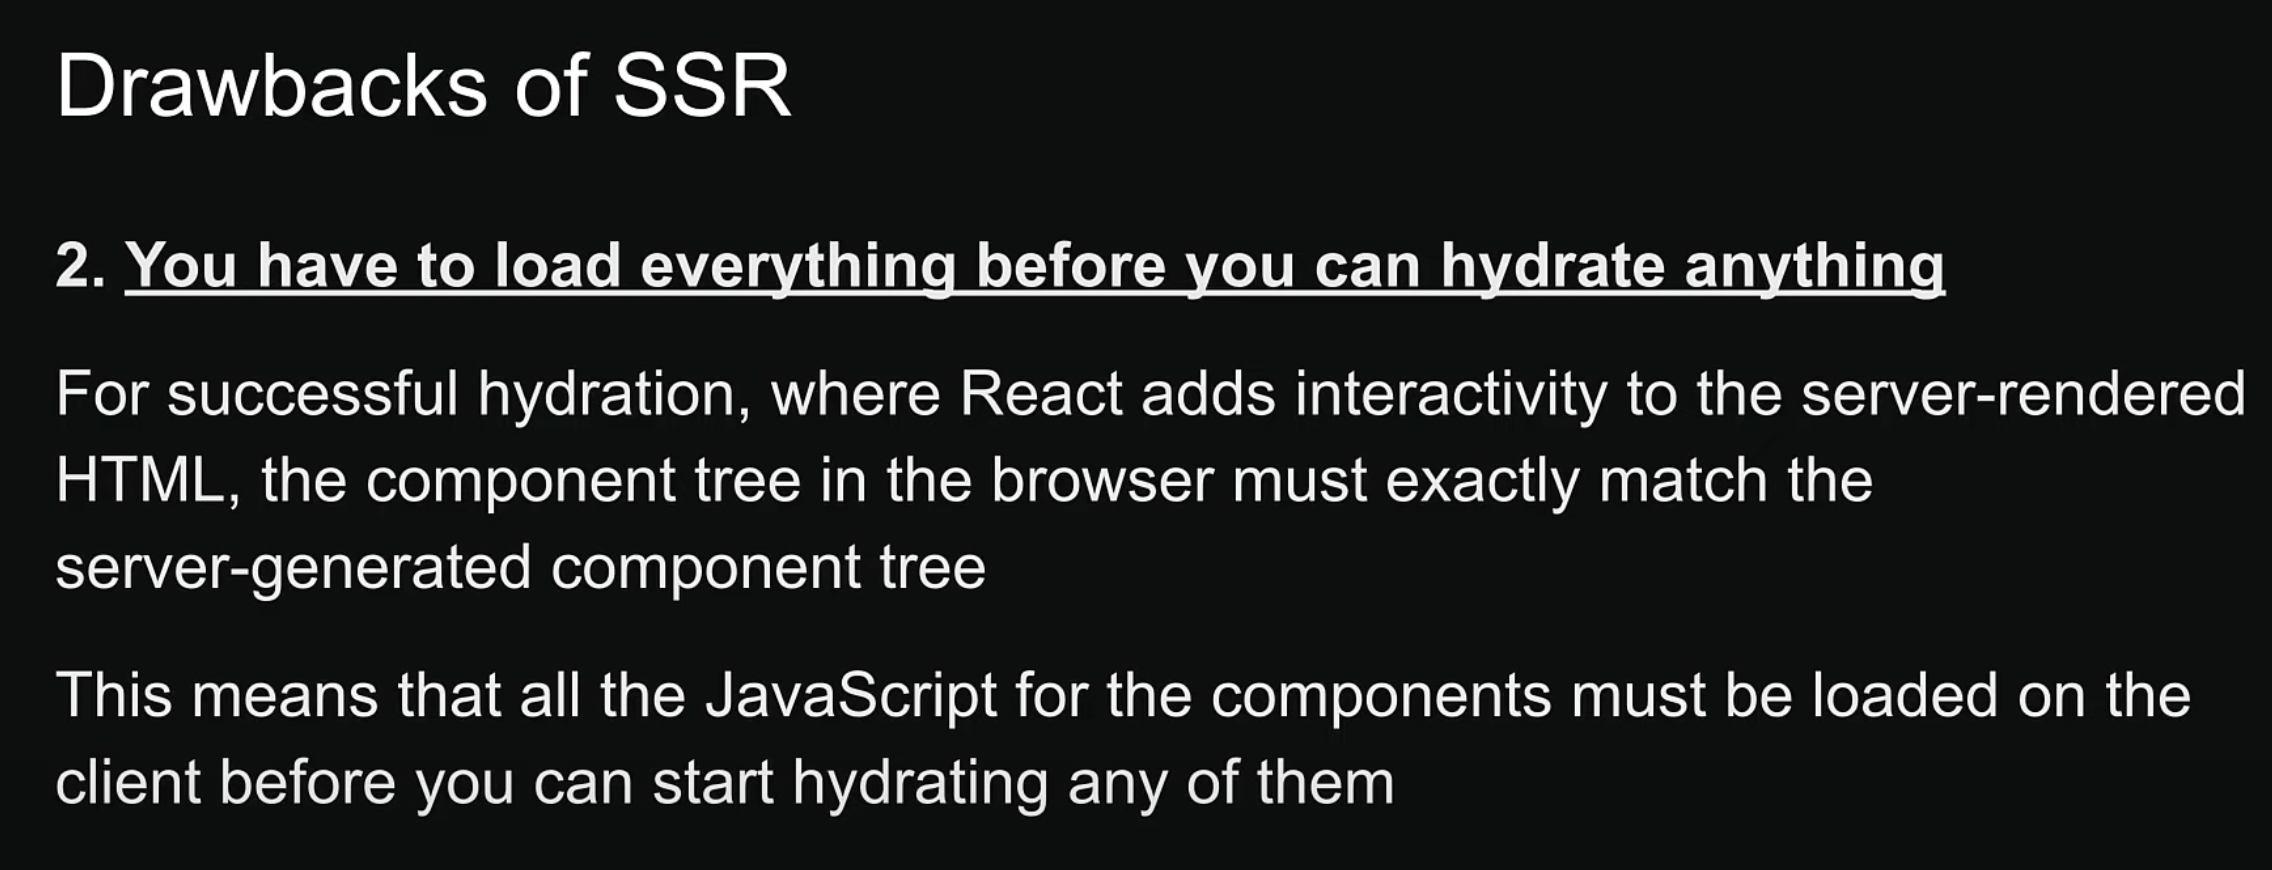 Drawbacks of SSR
2. You have to load everything before you can hydrate anything
For successful hydration, where React adds interactivity to the server-rendered
HTML, the component tree in the browser must exactly match the
server-generated component tree
This means that all the JavaScript for the components must be loaded on the
client before you can start hydrating any of them